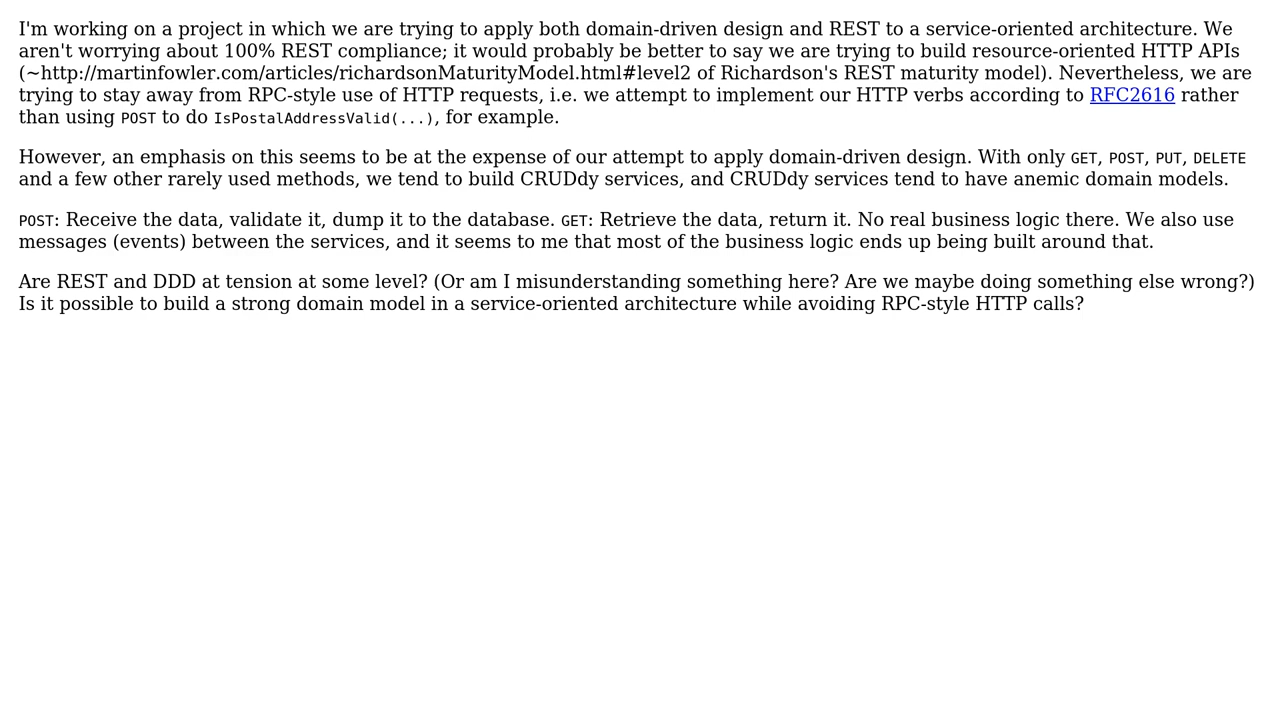 I'm working on a project in which we are trying to apply both domain-driven design and REST to a service-oriented architecture. We
aren't worrying about 100% REST compliance; it would probably be better to say we are trying to build resource-oriented HTTP APIs
(~http://martinfowler.com/articles/richardsonMaturityModel.html#level2 of Richardson's REST maturity model). Nevertheless, we are
trying to stay away from RPC-style use of HTTP requests, i.e. we attempt to implement our HTTP verbs according to RFC2616 rather
than using POST to do IsPostalAddressValid(...), for example.
However, an emphasis on this seems to be at the expense of our attempt to apply domain-driven design. With only GET, POST, PUT, DELETE
and a few other rarely used methods, we tend to build CRUDdy services, and CRUDdy services tend to have anemic domain models.
POST: Receive the data, validate it, dump it to the database. GET: Retrieve the data, return it. No real business logic there. We also use
messages (events) between the services, and it seems to me that most of the business logic ends up being built around that.
Are REST and DDD at tension at some level? (Or am I misunderstanding something here? Are we maybe doing something else wrong?)
Is it possible to build a strong domain model in a service-oriented architecture while avoiding RPC-style HTTP calls?